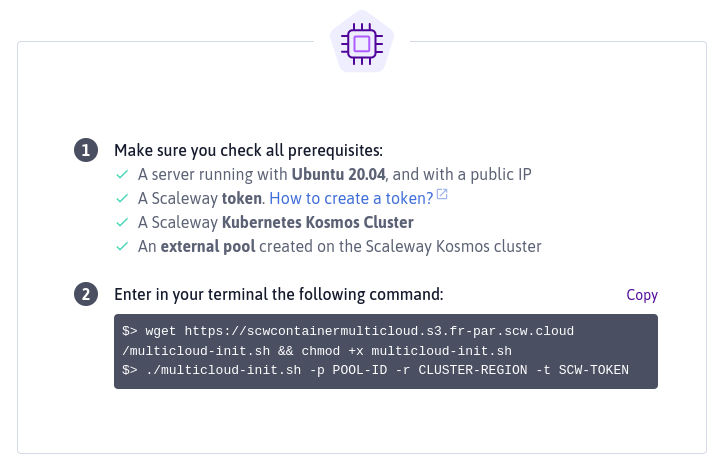 1 Make sure you check all prerequisites:
A server running with Ubuntu 20.04, and with a public IP
A Scaleway token. How to create a token?
A Scaleway Kubernetes Kosmos Cluster
An external pool created on the Scaleway Kosmos cluster
2 Enter in your terminal the following command: Copy
$> wget https://scwcontainermulticloud.s3.fr-par.scw.cloud
/multicloud-init.sh && chmod +x multicloud-init.sh
$> ./multicloud-init.sh -p POOL-ID -r CLUSTER-REGION -t SCW-TOKEN